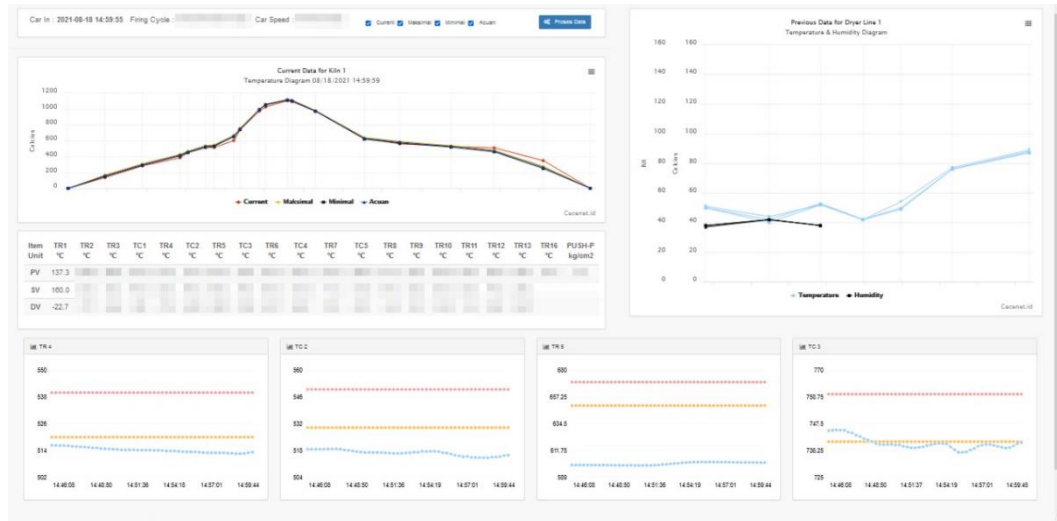 Car In : 2021-08-18 14:59:55 Firing Cycle : Car Speed :
Current Maksimal Minimal Acuan
Proses Data
Current Data for Kiln 1
Temperature Diagram 08/18/2021 14:59:59
1200
1000
800
600
400
200
0
Celcius
Current Maksimal Minimal Acuan
Cecenet.id
Previous Data for Dryer Line 1
Temperature & Humidity Diagram
160 160
140 140
120 120
100 100
80 80
60 60
40 40
20 20
0 0
RH
Celcius
Temperature Humidity
Cecenet.id
Item TR1 TR2 TR3 TC1 TR4 TC2 TR5 TC3 TR6 TC4 TR7 TC5 TR8 TR9 TR10 TR11 TR12 TR13 TR16 PUSH-P
Unit °C °C °C °C °C °C °C °C °C °C °C °C °C °C °C °C °C °C °C kg/cm2
PV 137.3
SV 160.0
DV -22.7
TR 4
550
538
526
514
502
14:46:08 14:48:50 14:51:36 14:54:19 14:57:01 14:59:44
TC 2
560
546
532
518
504
14:46:08 14:48:50 14:51:36 14:54:19 14:57:01 14:59:44
TR 5
680
657.25
634.5
611.75
589
14:46:08 14:48:50 14:51:36 14:54:19 14:57:01 14:59:44
TC 3
770
758.75
747.5
736.25
725
14:46:08 14:48:50 14:51:37 14:54:19 14:57:01 14:59:45